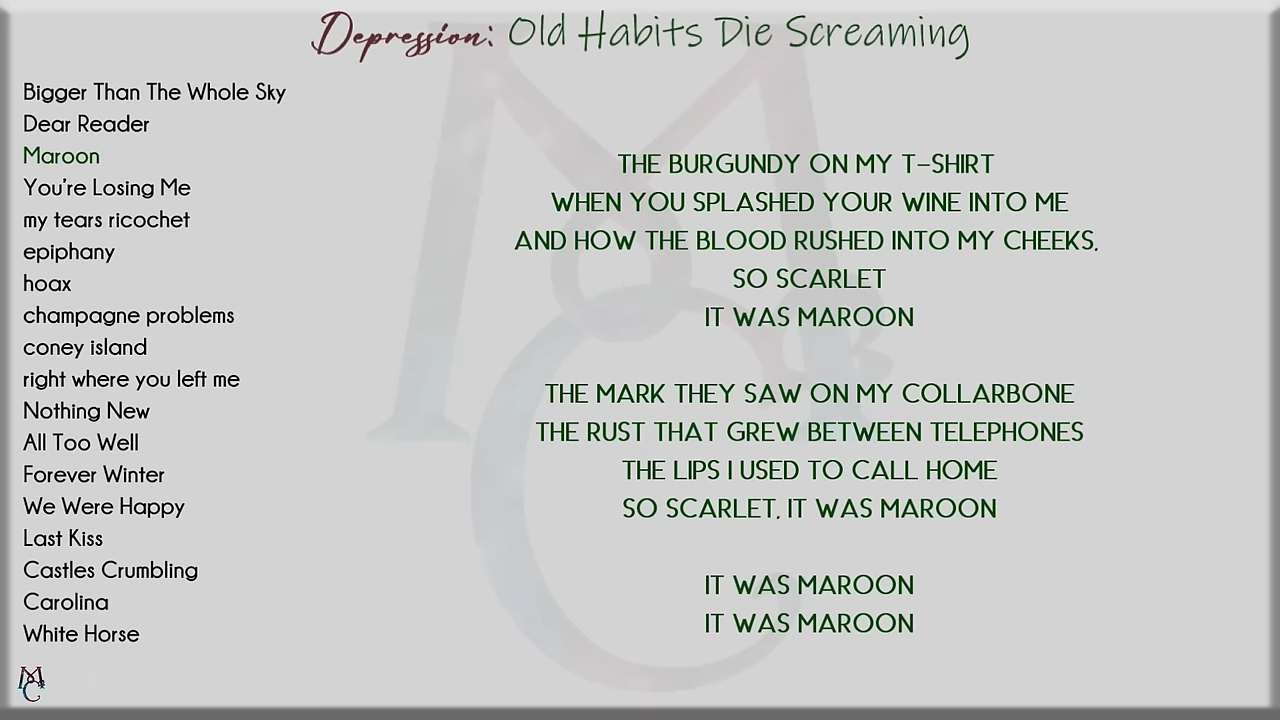 Depression: Old Habits Die Screaming
Bigger Than The Whole Sky
Dear Reader
Maroon
You're Losing Me
my tears ricochet
epiphany
hoax
champagne problems
coney island
right where you left me
Nothing New
All Too Well
Forever Winter
We Were Happy
Last Kiss
Castles Crumbling
Carolina
White Horse
THE BURGUNDY ON MY T-SHIRT
WHEN YOU SPLASHED YOUR WINE INTO ME
AND HOW THE BLOOD RUSHED INTO MY CHEEKS,
SO SCARLET
IT WAS MAROON
THE MARK THEY SAW ON MY COLLARBONE
THE RUST THAT GREW BETWEEN TELEPHONES
THE LIPS I USED TO CALL HOME
SO SCARLET, IT WAS MAROON
IT WAS MAROON
IT WAS MAROON